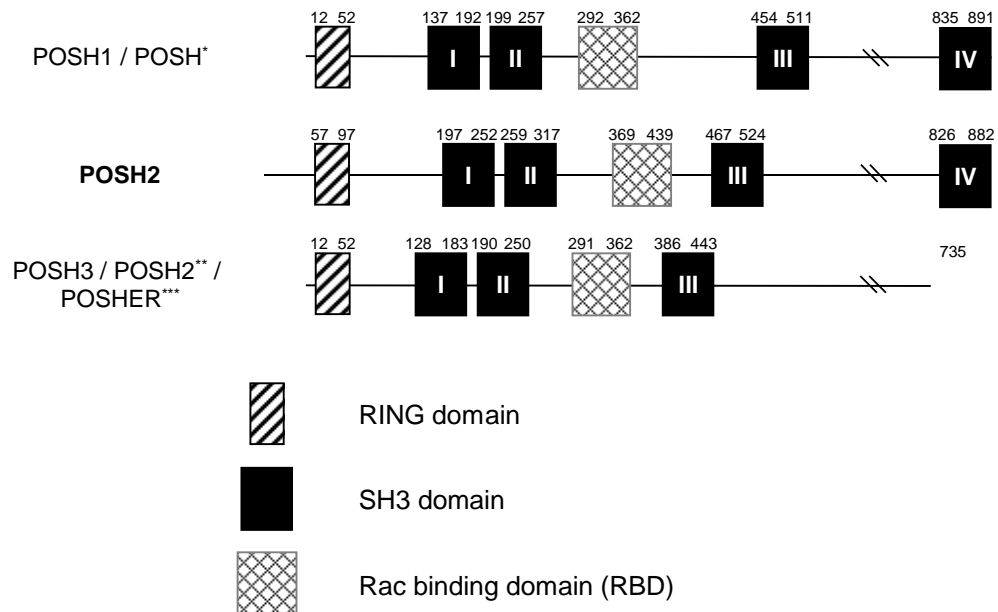 12 52 137 192 199 257 292 362 454 511 835 891
POSH1 / POSH* I II III IV
57 97 197 252 259 317 369 439 467 524 826 882
POSH2 I II III IV
12 52 128 183 190 250 291 362 386 443 735
POSH3 / POSH2** /
POSHER*** I II III
RING domain
SH3 domain
Rac binding domain (RBD)